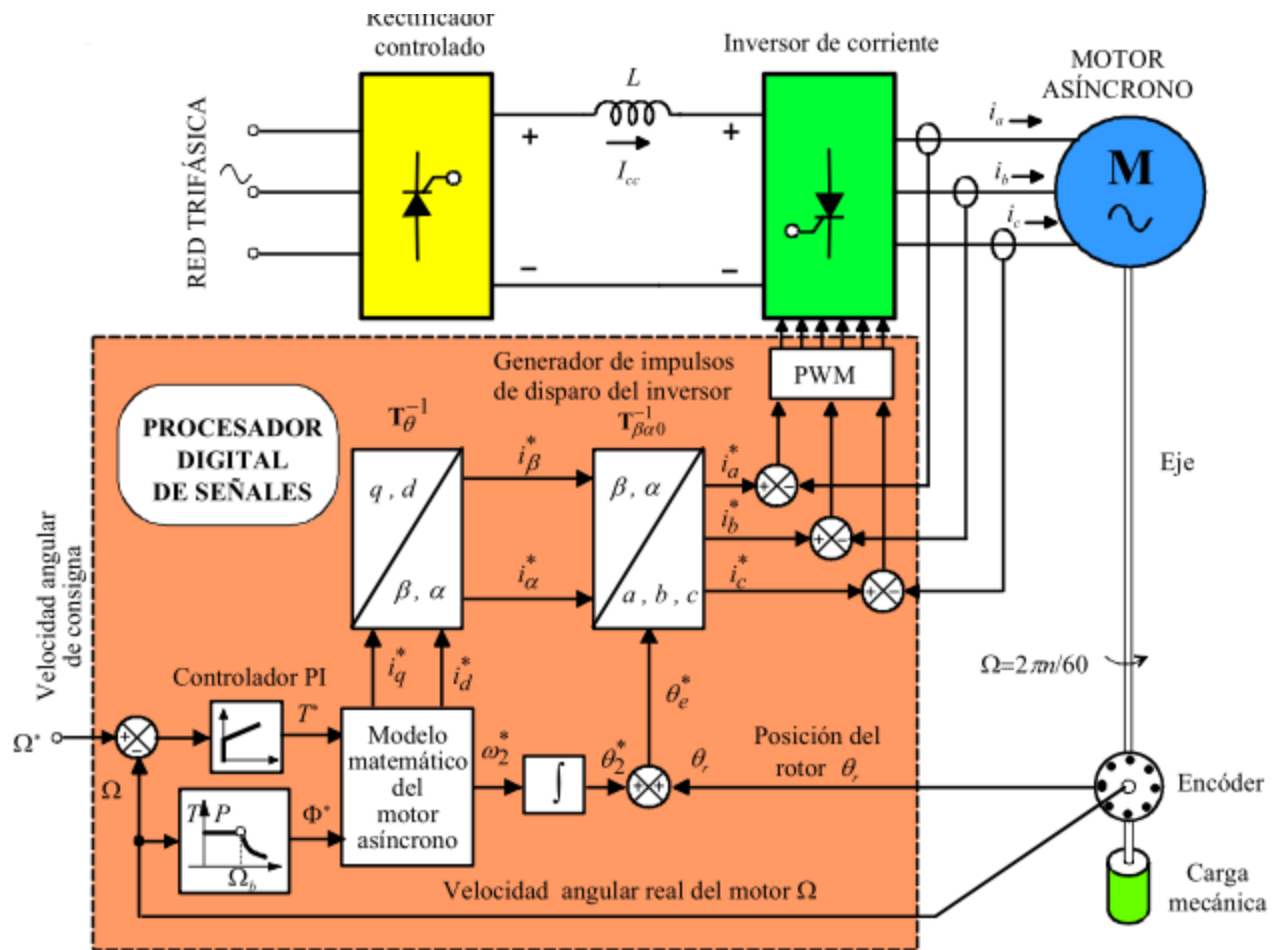 Rectificador
controlado
Inversor de corriente
MOTOR
ASÍNCRONO
RED TRIFÁSICA
L
I_cc
+
+
−
−
i_a
i_b
i_c
M
PWM
Generador de impulsos
de disparo del inversor
PROCESADOR
DIGITAL
DE SEÑALES
T_θ^-1
T_βα0^-1
q , d
β , α
i_β^*
i_α^*
β , α
a , b , c
i_a^*
i_b^*
i_c^*
+ −
+ −
+ −
Eje
Velocidad angular
de consigna
Ω*
+
−
Ω
Controlador PI
T*
i_q^*
i_d^*
Modelo
matemático
del
motor
asíncrono
ω_2^*
∫
θ_2^*
+ +
θ_e^*
θ_r
Posición del
rotor θ_r
Ω=2πn/60
Encóder
T P
Ω_b
Φ*
Velocidad angular real del motor Ω
Carga
mecánica